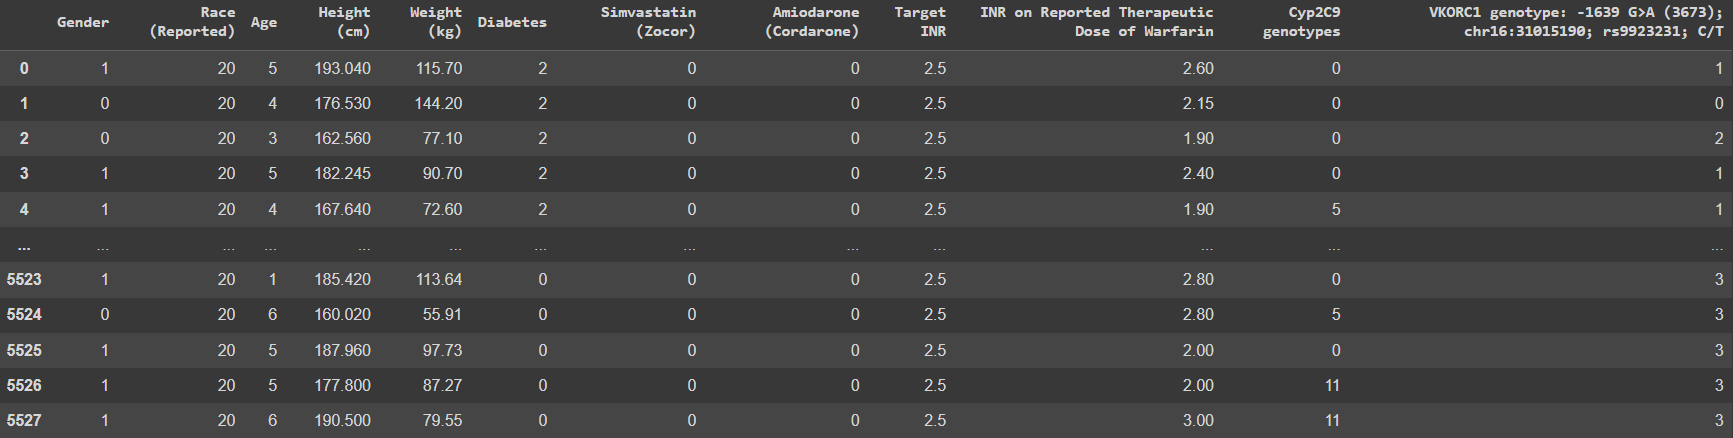 Gender Race (Reported) Age Height (cm) Weight (kg) Diabetes Simvastatin (Zocor) Amiodarone (Cordarone) Target INR INR on Reported Therapeutic Dose of Warfarin Cyp2C9 genotypes VKORC1 genotype: -1639 G>A (3673); chr16:31015190; rs9923231; C/T
0 1 20 5 193.040 115.70 2 0 0 2.5 2.60 0 1
1 0 20 4 176.530 144.20 2 0 0 2.5 2.15 0 0
2 0 20 3 162.560 77.10 2 0 0 2.5 1.90 0 2
3 1 20 5 182.245 90.70 2 0 0 2.5 2.40 0 1
4 1 20 4 167.640 72.60 2 0 0 2.5 1.90 5 1
... ... ... ... ... ... ... ... ... ... ... ... ...
5523 1 20 1 185.420 113.64 0 0 0 2.5 2.80 0 3
5524 0 20 6 160.020 55.91 0 0 0 2.5 2.80 5 3
5525 1 20 5 187.960 97.73 0 0 0 2.5 2.00 0 3
5526 1 20 5 177.800 87.27 0 0 0 2.5 2.00 11 3
5527 1 20 6 190.500 79.55 0 0 0 2.5 3.00 11 3